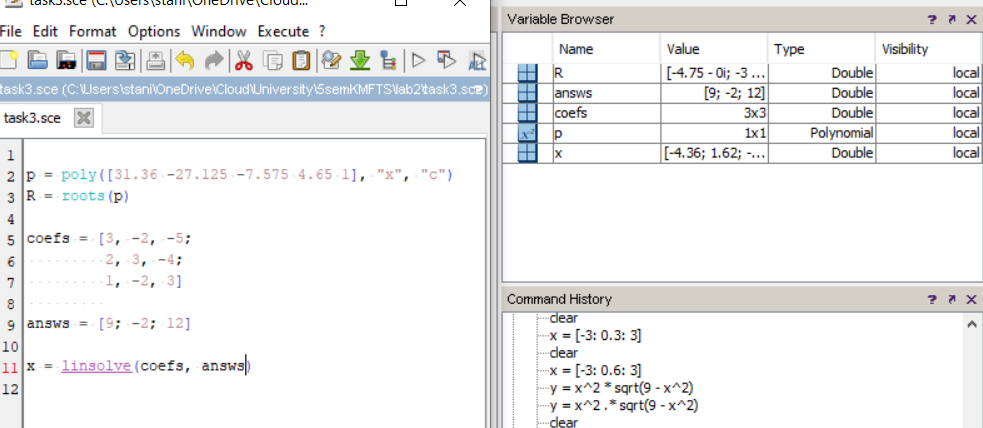 task3.sce (C:\Users\stani\OneDrive\Cloud...
File Edit Format Options Window Execute ?
task3.sce (C:\Users\stani\OneDrive\Cloud\University\5semKMFTS\lab2\task3.sce)
task3.sce
1
2 p = poly([31.36 -27.125 -7.575 4.65 1], "x", "c")
3 R = roots(p)
4
5 coefs = [3, -2, -5;
6 2, 3, -4;
7 1, -2, 3]
8
9 answs = [9; -2; 12]
10
11 x = linsolve(coefs, answs)
12
Variable Browser
Name Value Type Visibility
R [-4.75 - 0i; -3 ... Double local
answs [9; -2; 12] Double local
coefs 3x3 Double local
p 1x1 Polynomial local
x [-4.36; 1.62; -... Double local
Command History
clear
x = [-3: 0.3: 3]
clear
x = [-3: 0.6: 3]
y = x^2 * sqrt(9 - x^2)
y = x^2 .* sqrt(9 - x^2)
clear